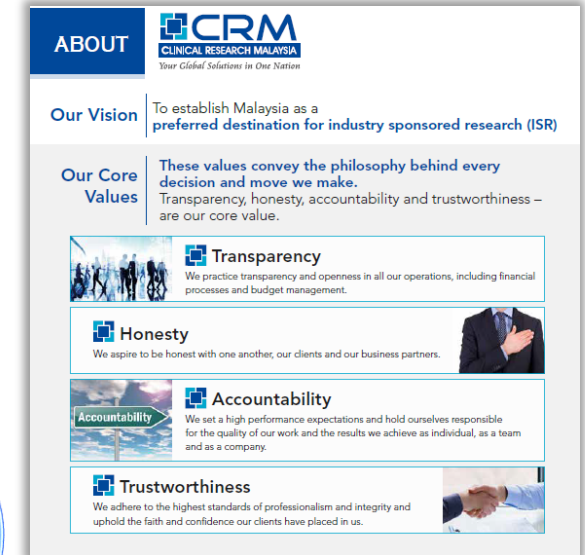 ABOUT
CRM
CLINICAL RESEARCH MALAYSIA
Your Global Solutions in One Nation
Our Vision
To establish Malaysia as a
preferred destination for industry sponsored research (ISR)
Our Core
Values
These values convey the philosophy behind every
decision and move we make.
Transparency, honesty, accountability and trustworthiness –
are our core value.
Transparency
We practice transparency and openness in all our operations, including financial
processes and budget management.
Honesty
We aspire to be honest with one another, our clients and our business partners.
Accountability
Accountability
We set a high performance expectations and hold ourselves responsible
for the quality of our work and the results we achieve as individual, as a team
and as a company.
Trustworthiness
We adhere to the highest standards of professionalism and integrity and
uphold the faith and confidence our clients have placed in us.